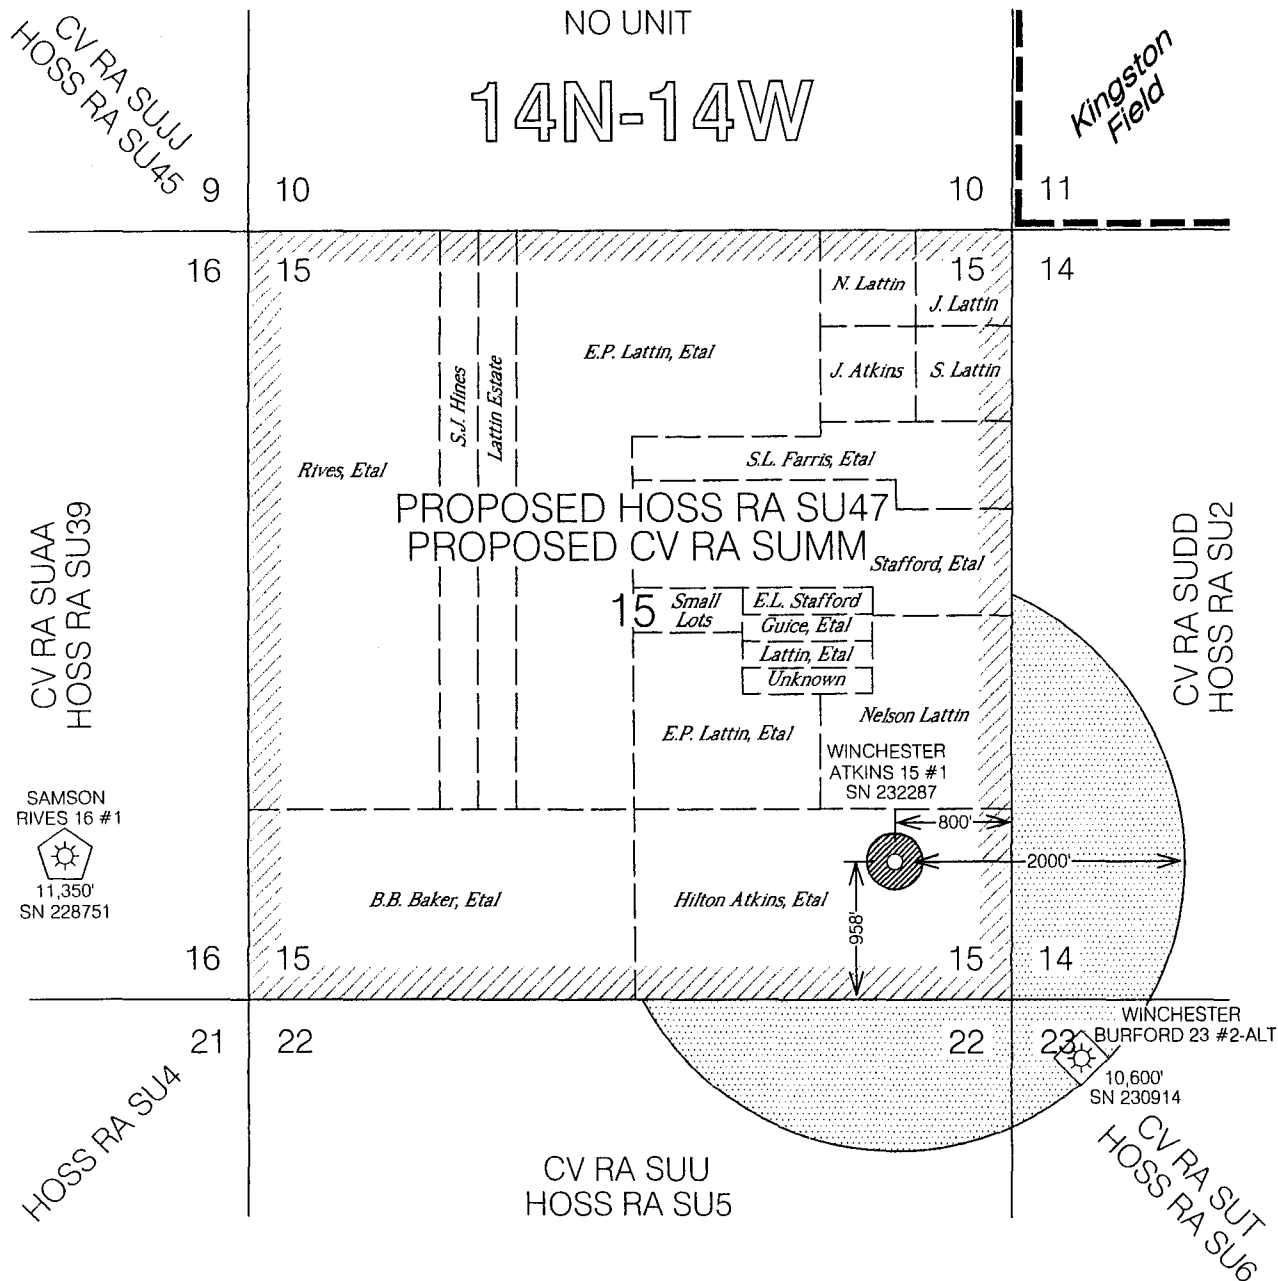 NO UNIT
14N-14W
CV RA SUJJ
HOSS RA SU45
Kingston
Field
9
10
10
11
16
15
15
14
N. Lattin
J. Lattin
E.P. Lattin, Etal
J. Atkins
S. Lattin
S.J. Hines
Lattin Estate
Rives, Etal
S.L. Farris, Etal
PROPOSED HOSS RA SU47
PROPOSED CV RA SUMM
Stafford, Etal
CV RA SUAA
HOSS RA SU39
CV RA SUDD
HOSS RA SU2
15
Small
Lots
E.L. Stafford
Guice, Etal
Lattin, Etal
Unknown
Nelson Lattin
E.P. Lattin, Etal
WINCHESTER
ATKINS 15 #1
SN 232287
SAMSON
RIVES 16 #1
11,350'
SN 228751
800'
2000'
958'
B.B. Baker, Etal
Hilton Atkins, Etal
16
15
15
14
21
22
22
23
WINCHESTER
BURFORD 23 #2-ALT
10,600'
SN 230914
HOSS RA SU4
CV RA SUU
HOSS RA SU5
CV RA SUT
HOSS RA SU6